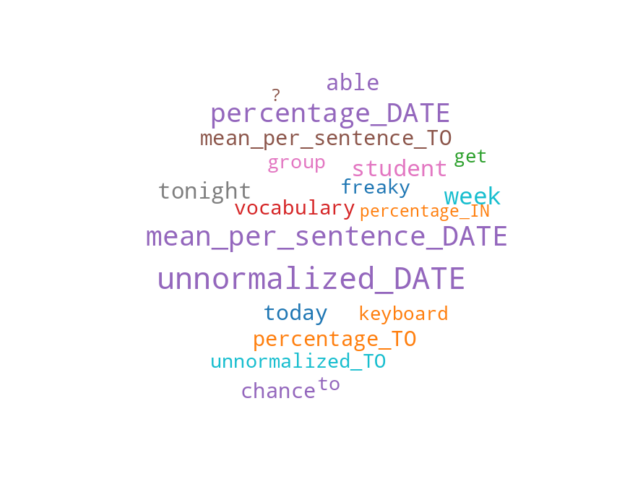 able
?
percentage_DATE
mean_per_sentence_TO
group student get
tonight freaky week
vocabulary percentage_IN
mean_per_sentence_DATE
unnormalized_DATE
today keyboard
percentage_TO
unnormalized_TO
chance to